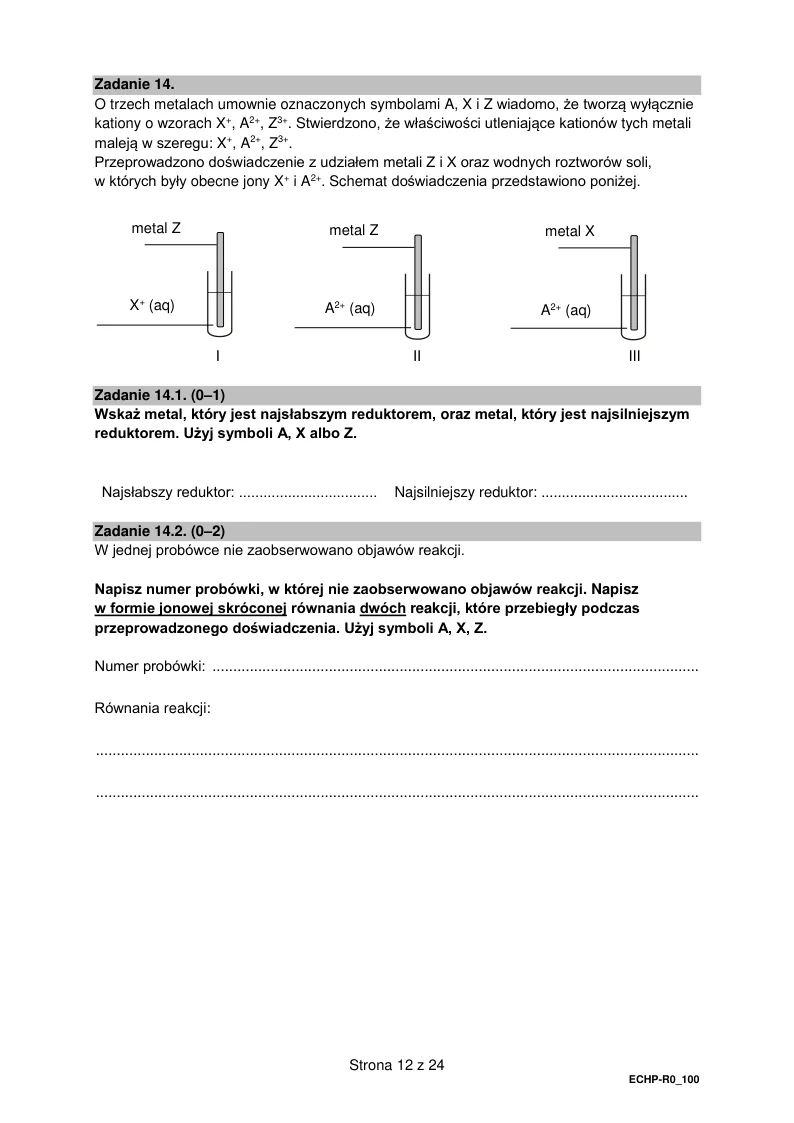 Zadanie 14.
O trzech metalach umownie oznaczonych symbolami A, X i Z wiadomo, że tworzą wyłącznie
kationy o wzorach X⁺, A²⁺, Z³⁺. Stwierdzono, że właściwości utleniające kationów tych metali
maleją w szeregu: X⁺, A²⁺, Z³⁺.
Przeprowadzono doświadczenie z udziałem metali Z i X oraz wodnych roztworów soli,
w których były obecne jony X⁺ i A²⁺. Schemat doświadczenia przedstawiono poniżej.
metal Z metal Z metal X
X⁺ (aq) A²⁺ (aq) A²⁺ (aq)
I II III
Zadanie 14.1. (0–1)
Wskaż metal, który jest najsłabszym reduktorem, oraz metal, który jest najsilniejszym
reduktorem. Użyj symboli A, X albo Z.
Najsłabszy reduktor: .................................. Najsilniejszy reduktor: ....................................
Zadanie 14.2. (0–2)
W jednej probówce nie zaobserwowano objawów reakcji.
Napisz numer probówki, w której nie zaobserwowano objawów reakcji. Napisz
w formie jonowej skróconej równania dwóch reakcji, które przebiegły podczas
przeprowadzonego doświadczenia. Użyj symboli A, X, Z.
Numer probówki: ......................................................................................................................
Równania reakcji:
....................................................................................................................................................
....................................................................................................................................................
Strona 12 z 24
ECHP-R0_100